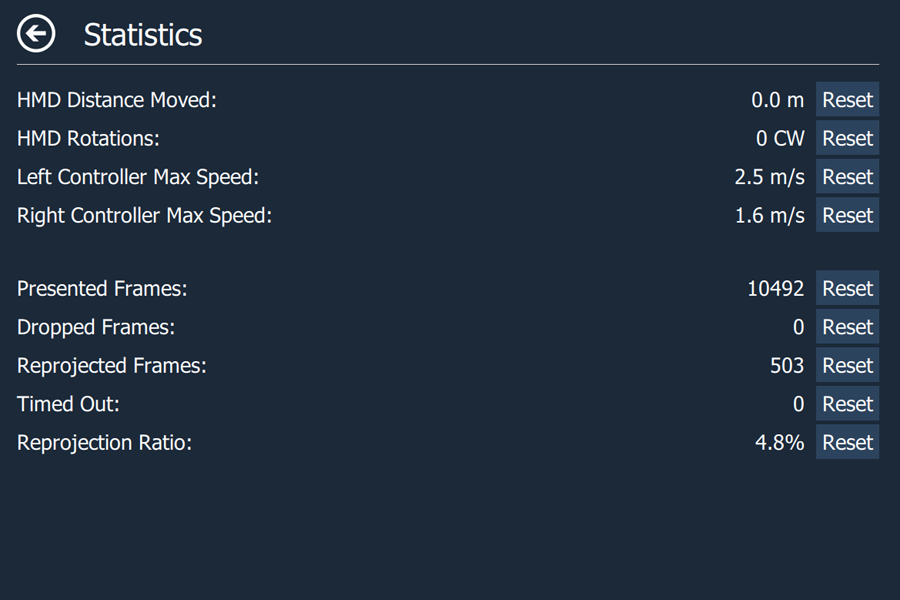 Statistics
HMD Distance Moved: 0.0 m Reset
HMD Rotations: 0 CW Reset
Left Controller Max Speed: 2.5 m/s Reset
Right Controller Max Speed: 1.6 m/s Reset
Presented Frames: 10492 Reset
Dropped Frames: 0 Reset
Reprojected Frames: 503 Reset
Timed Out: 0 Reset
Reprojection Ratio: 4.8% Reset